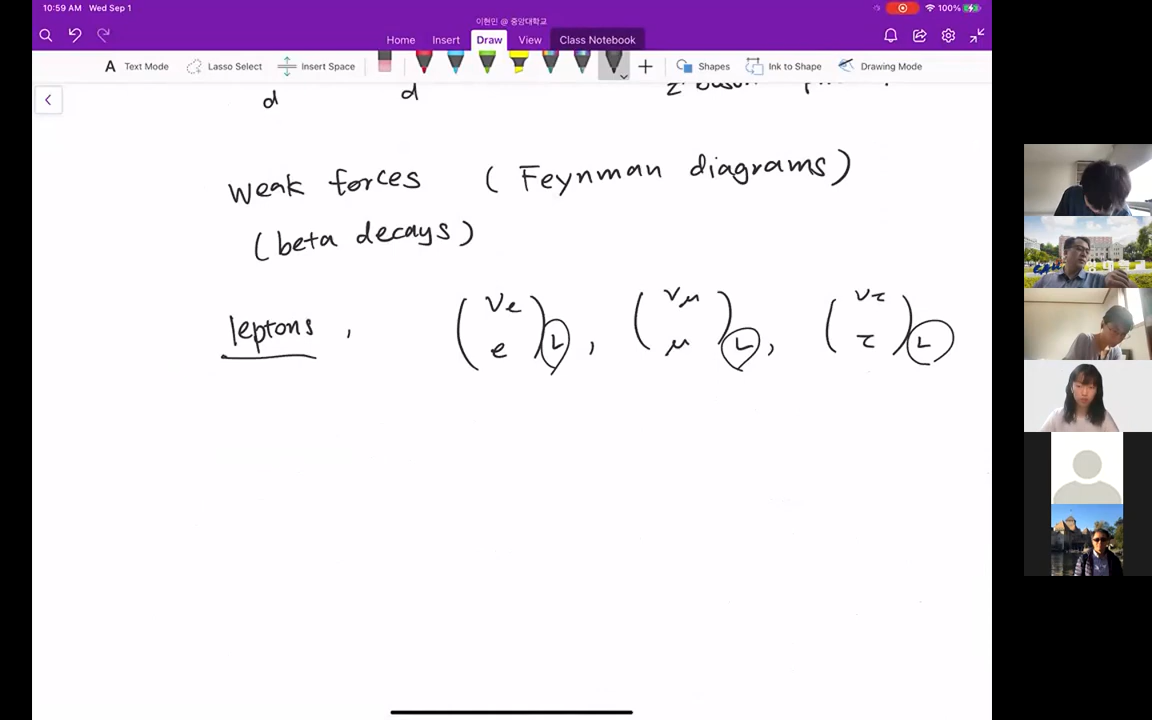 10:59 AM Wed Sep 1
100%
이현민 @ 중앙대학교
Home Insert Draw View Class Notebook
Text Mode Lasso Select Insert Space Shapes Ink to Shape Drawing Mode
d d
weak forces ( Feynman diagrams )
(beta decays)
leptons , ( νe e )L , ( νμ μ )L , ( ντ τ )L